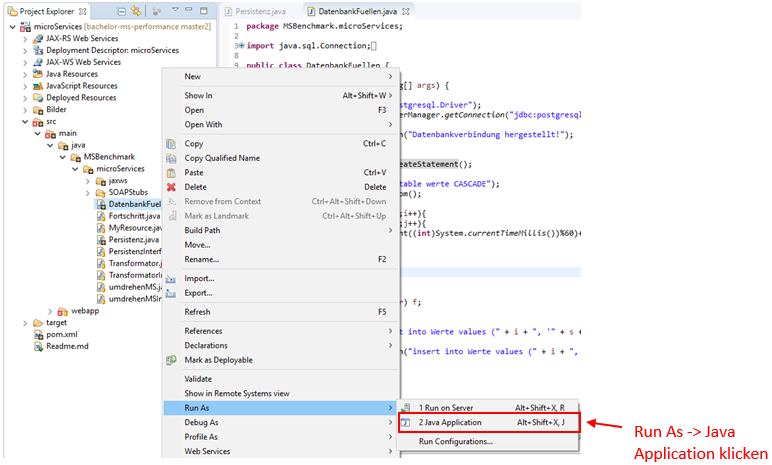 Project Explorer
microServices [bachelor-ms-performance master2]
JAX-RS Web Services
Deployment Descriptor: microServices
JAX-WS Web Services
Java Resources
JavaScript Resources
Deployed Resources
Bilder
src
main
java
MSBenchmark
microServices
jaxws
SOAPStubs
DatenbankFuel
Fortschritt.java
MyResource.java
Persistenz.java
PersistenzInterf
Transformator.j
TransformatorIn
umdrehenMS.ja
umdrehenMSIn
webapp
target
pom.xml
Readme.md
Persistenz.java
DatenbankFuellen.java
1 package MSBenchmark.microServices;
2
3 import java.sql.Connection;
8
9 public class DatenbankFuellen {
g[] args) {
stgresql.Driver");
erManager.getConnection("jdbc:postgresql
n("Datenbankverbindung hergestellt!");
eateStatement();
table werte CASCADE");
om();
;i++){
;j++){
nt((int)System.currentTimeMillis())%60)+
r) f;
rt into Werte values (" + i + ", '" + s +
n("insert into Werte values (" + i + ",
New
Show In Alt+Shift+W
Open F3
Open With
Copy Ctrl+C
Copy Qualified Name
Paste Ctrl+V
Delete Delete
Remove from Context Ctrl+Alt+Shift+Down
Mark as Landmark Ctrl+Alt+Shift+Up
Build Path
Move...
Rename... F2
Import...
Export...
Refresh F5
References
Declarations
Mark as Deployable
Validate
Show in Remote Systems view
Run As
Debug As
Profile As
Web Services
1 Run on Server Alt+Shift+X, R
2 Java Application Alt+Shift+X, J
Run Configurations...
Run As -> Java
Application klicken